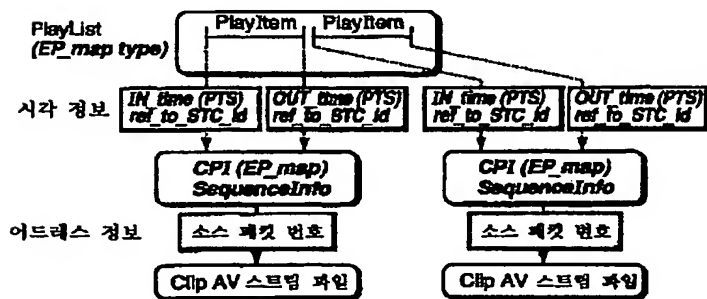 PlayList
(EP_map type)
PlayItem PlayItem
시각 정보
IN_time (PTS)
ref_to_STC_id
OUT_time (PTS)
ref_to_STC_id
IN_time (PTS)
ref_to_STC_id
OUT_time (PTS)
ref_to_STC_id
CPI (EP_map)
SequenceInfo
CPI (EP_map)
SequenceInfo
어드레스 정보
소스 패킷 번호
소스 패킷 번호
Clip AV 스트림 파일
Clip AV 스트림 파일